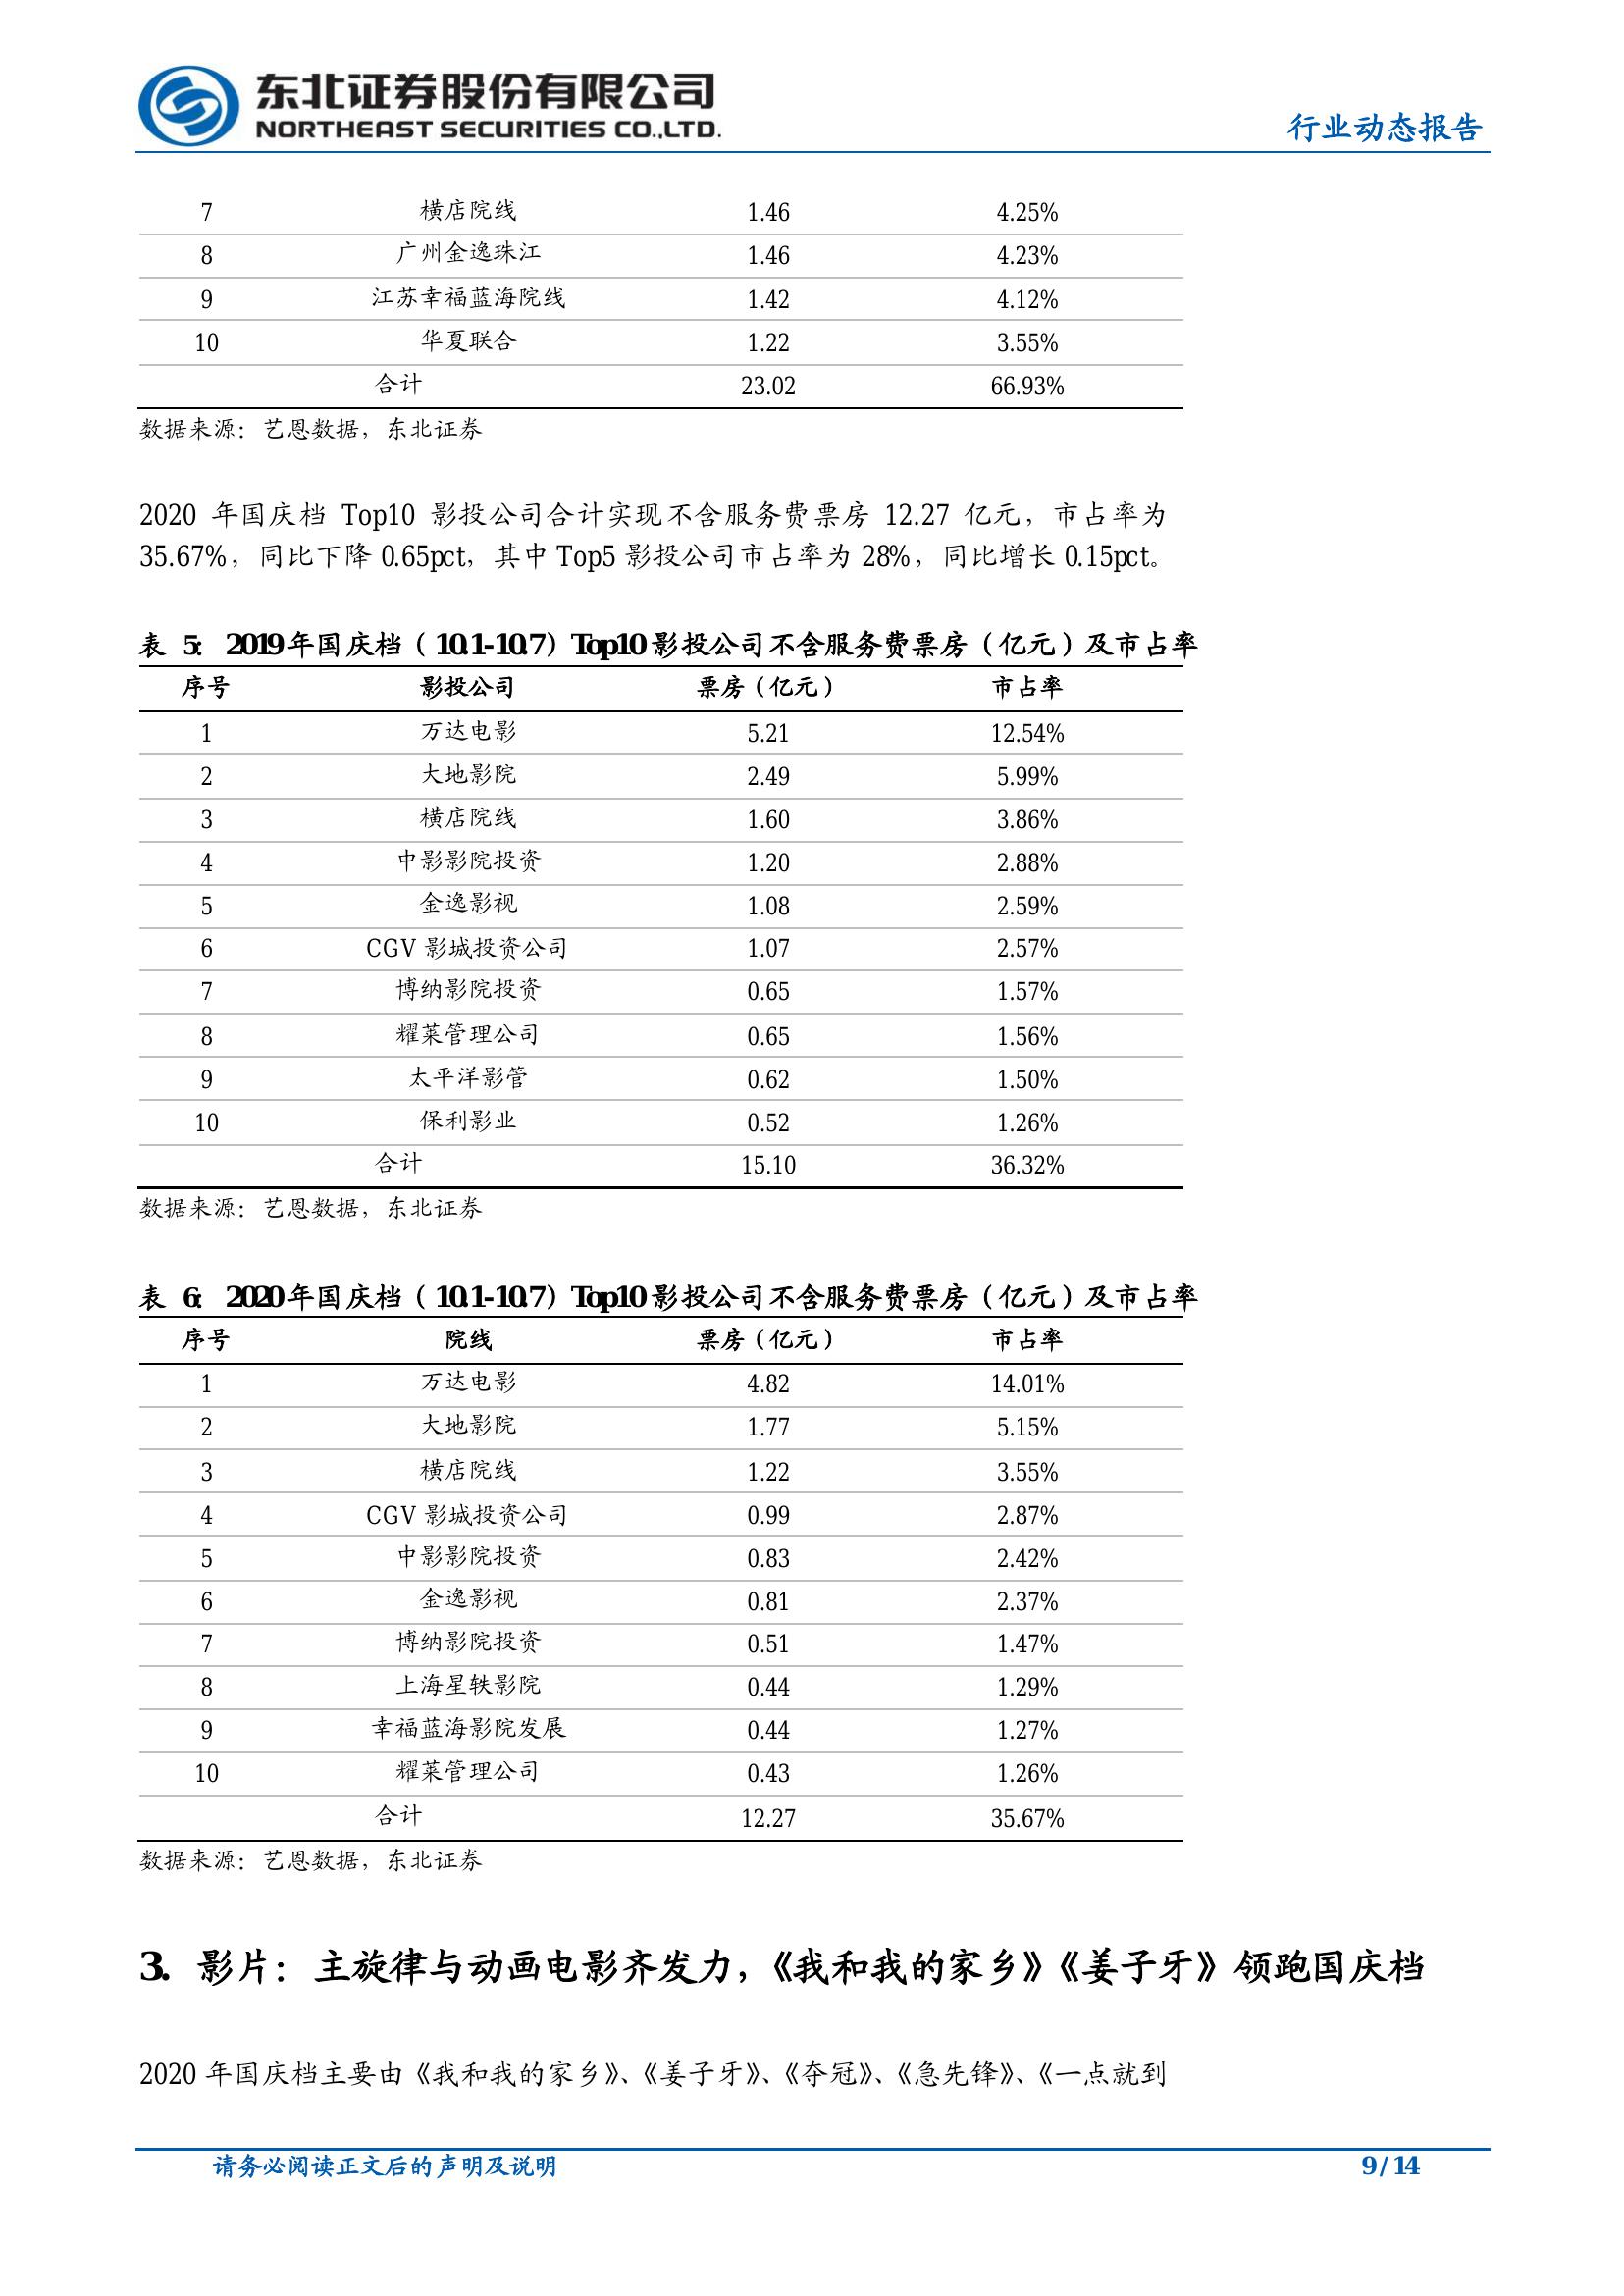 东北证券股份有限公司
NORTHEAST SECURITIES CO.,LTD.
行业动态报告
7 横店院线 1.46 4.25%
8 广州金逸珠江 1.46 4.23%
9 江苏幸福蓝海院线 1.42 4.12%
10 华夏联合 1.22 3.55%
合计 23.02 66.93%
数据来源：艺恩数据，东北证券
2020 年国庆档 Top10 影投公司合计实现不含服务费票房 12.27 亿元，市占率为
35.67%，同比下降 0.65pct，其中 Top5 影投公司市占率为 28%，同比增长 0.15pct。
表 5： 2019 年国庆档（10.1-10.7）Top10 影投公司不含服务费票房（亿元）及市占率
序号 影投公司 票房（亿元） 市占率
1 万达电影 5.21 12.54%
2 大地影院 2.49 5.99%
3 横店院线 1.60 3.86%
4 中影影院投资 1.20 2.88%
5 金逸影视 1.08 2.59%
6 CGV 影城投资公司 1.07 2.57%
7 博纳影院投资 0.65 1.57%
8 耀莱管理公司 0.65 1.56%
9 太平洋影管 0.62 1.50%
10 保利影业 0.52 1.26%
合计 15.10 36.32%
数据来源：艺恩数据，东北证券
表 6： 2020 年国庆档（10.1-10.7）Top10 影投公司不含服务费票房（亿元）及市占率
序号 院线 票房（亿元） 市占率
1 万达电影 4.82 14.01%
2 大地影院 1.77 5.15%
3 横店院线 1.22 3.55%
4 CGV 影城投资公司 0.99 2.87%
5 中影影院投资 0.83 2.42%
6 金逸影视 0.81 2.37%
7 博纳影院投资 0.51 1.47%
8 上海星轶影院 0.44 1.29%
9 幸福蓝海影院发展 0.44 1.27%
10 耀莱管理公司 0.43 1.26%
合计 12.27 35.67%
数据来源：艺恩数据，东北证券
3. 影片：主旋律与动画电影齐发力，《我和我的家乡》《姜子牙》领跑国庆档
2020 年国庆档主要由《我和我的家乡》、《姜子牙》、《夺冠》、《急先锋》、《一点就到
请务必阅读正文后的声明及说明 9 / 14